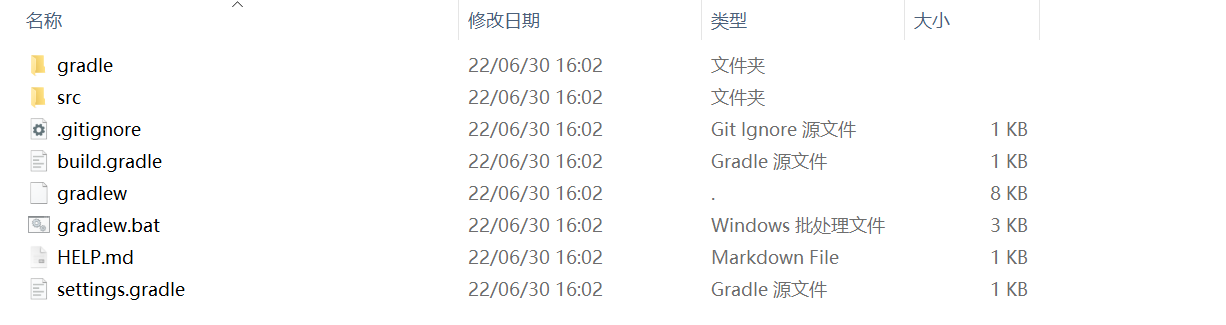 名称 修改日期 类型 大小
gradle 22/06/30 16:02 文件夹
src 22/06/30 16:02 文件夹
.gitignore 22/06/30 16:02 Git Ignore 源文件 1 KB
build.gradle 22/06/30 16:02 Gradle 源文件 1 KB
gradlew 22/06/30 16:02 . 8 KB
gradlew.bat 22/06/30 16:02 Windows 批处理文件 3 KB
HELP.md 22/06/30 16:02 Markdown File 1 KB
settings.gradle 22/06/30 16:02 Gradle 源文件 1 KB